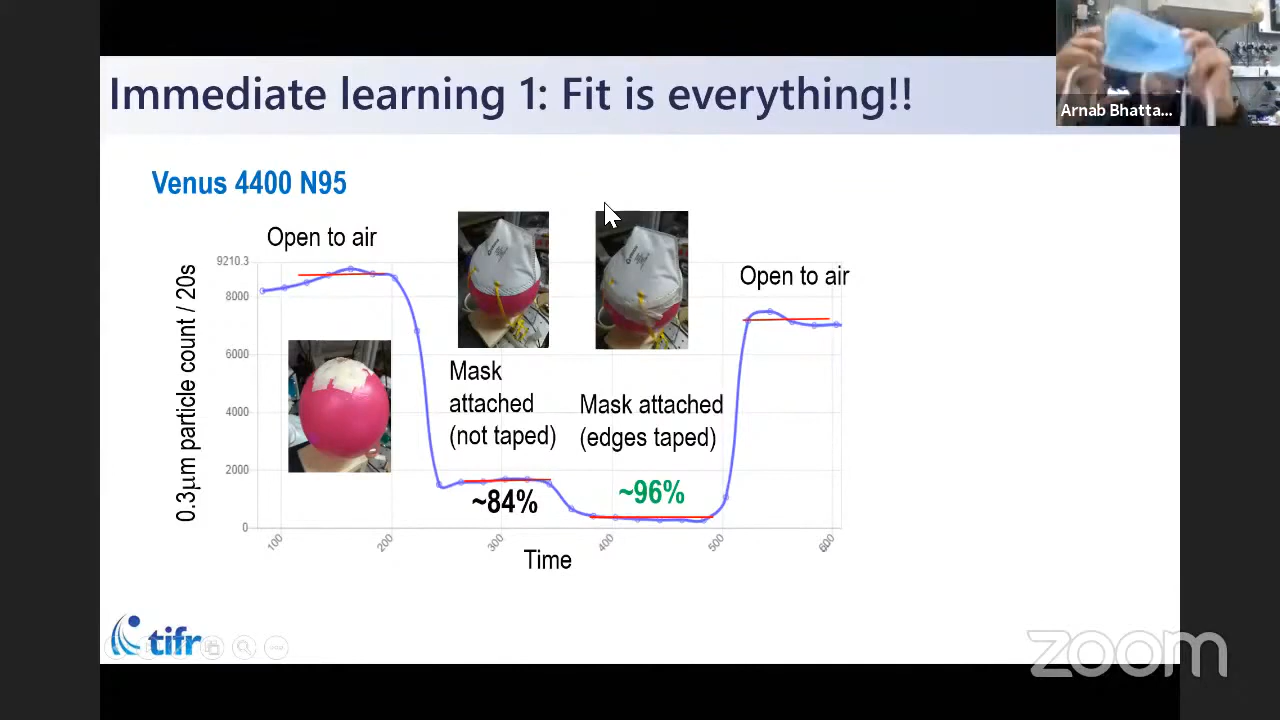 Immediate learning 1: Fit is everything!!
Arnab Bhatta...
Venus 4400 N95
Open to air
Open to air
9210.3
8000
6000
4000
2000
0
0.3μm particle count / 20s
Mask
attached
(not taped)
Mask attached
(edges taped)
~84%
~96%
100
200
300
400
500
600
Time
tifr
zoom